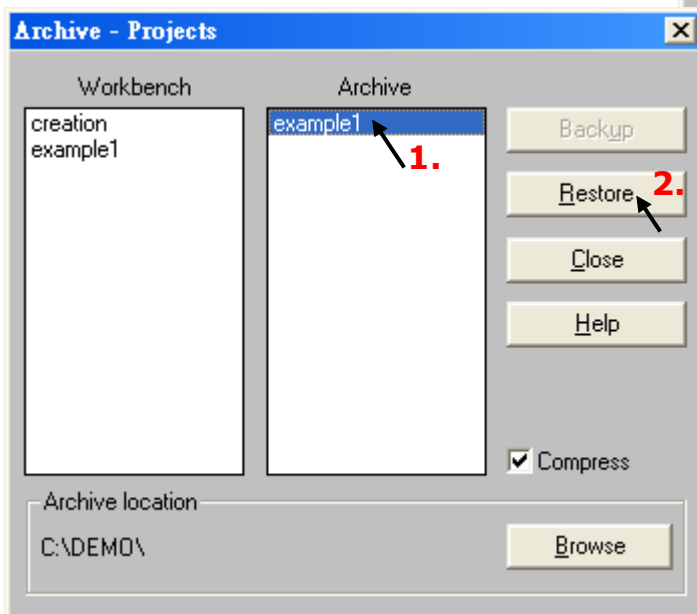 Archive - Projects
Workbench
Archive
creation
example1
example1
1.
Backup
Restore
2.
Close
Help
Compress
Archive location
C:\DEMO\
Browse